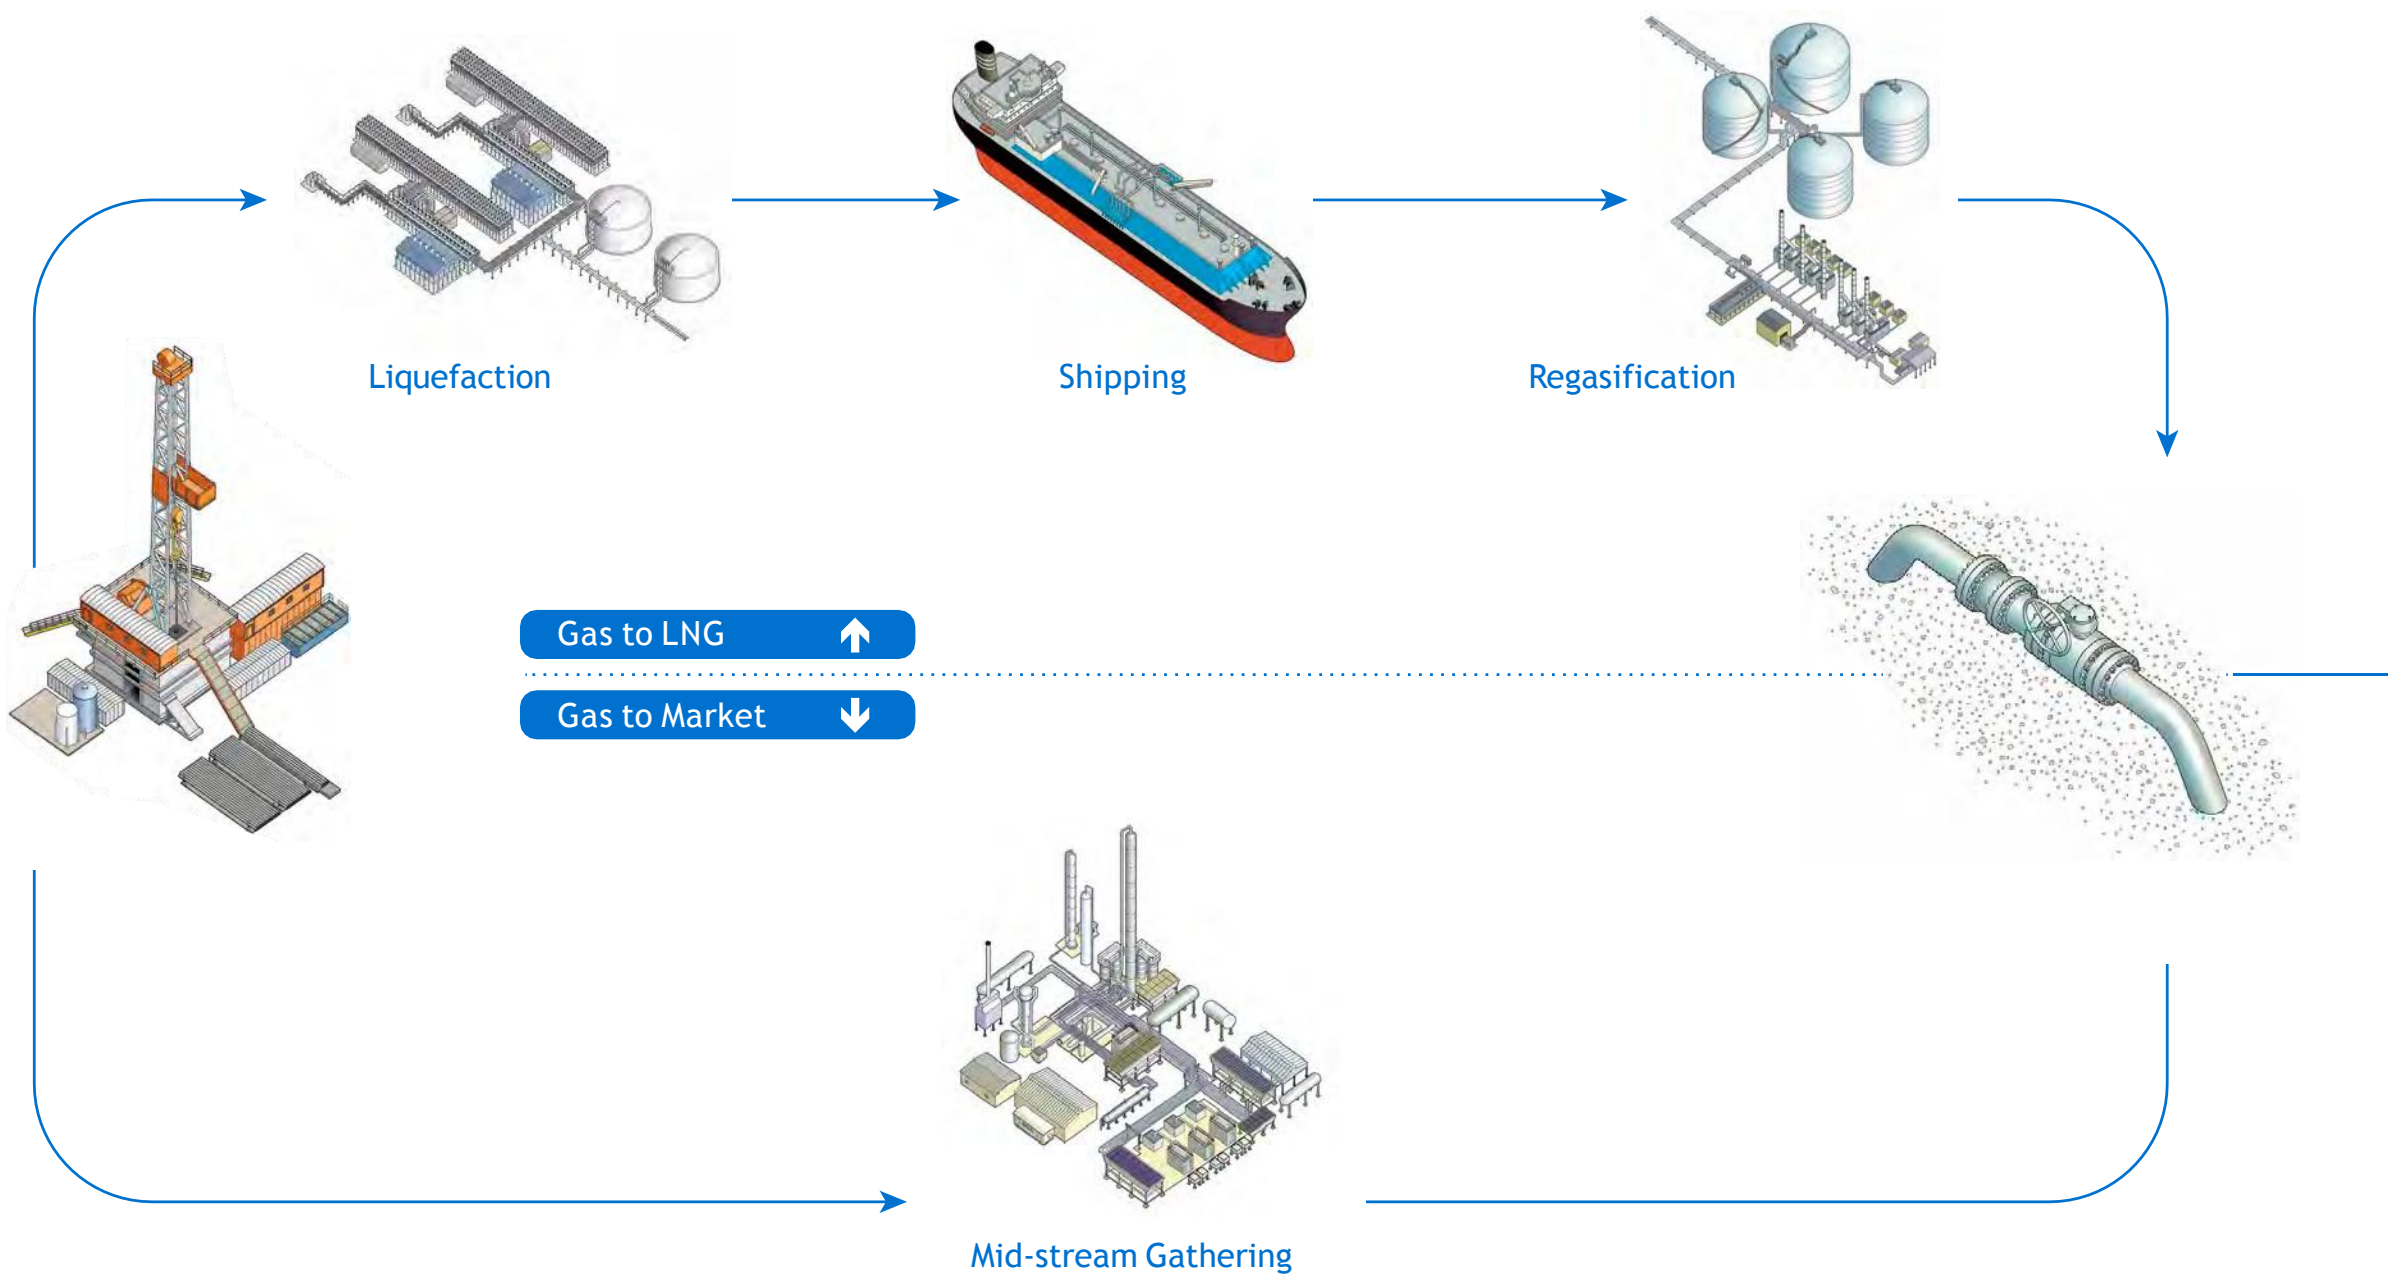 Liquefaction
Shipping
Regasification
Gas to LNG
Gas to Market
Mid-stream Gathering